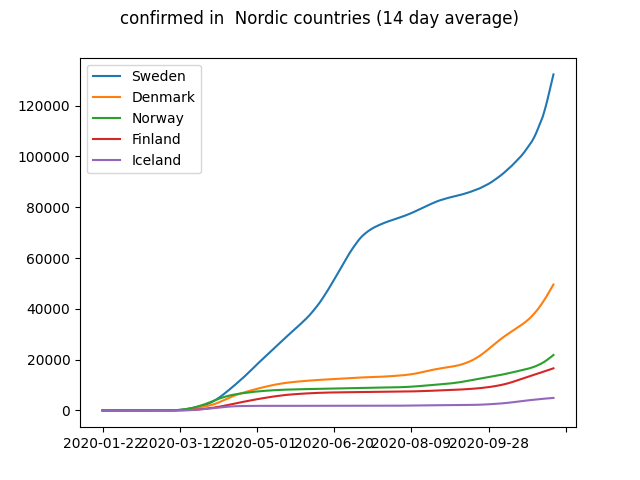 confirmed in  Nordic countries (14 day average)
Sweden
Denmark
Norway
Finland
Iceland
120000
100000
80000
60000
40000
20000
0
2020-01-22 2020-03-12 2020-05-01 2020-06-20 2020-08-09 2020-09-28